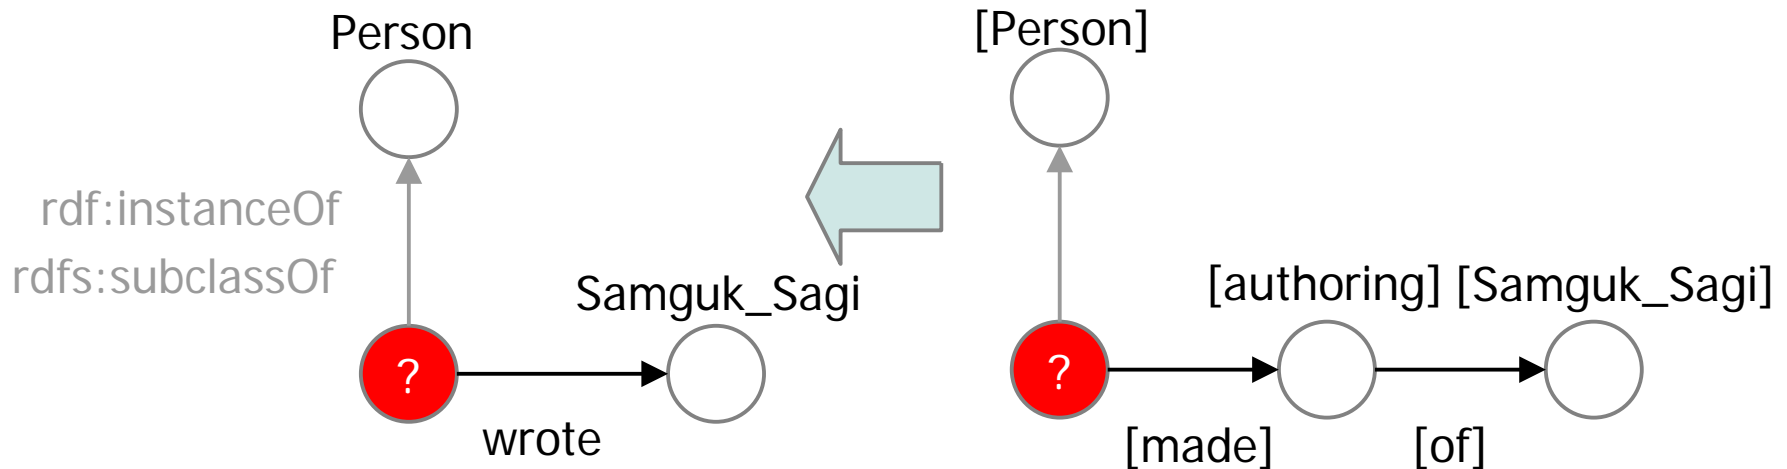 Person
rdf:instanceOf
rdfs:subclassOf
Samguk_Sagi
?
wrote
[Person]
[authoring] [Samguk_Sagi]
?
[made]
[of]